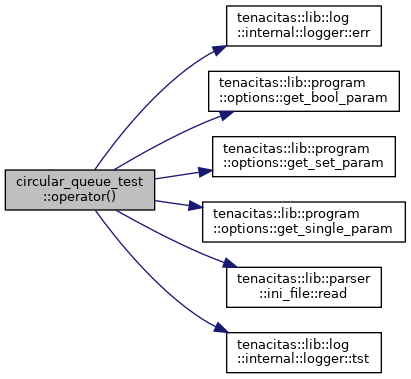 tenacitas::lib::log
::internal::logger::err
tenacitas::lib::program
::options::get_bool_param
tenacitas::lib::program
::options::get_set_param
circular_queue_test
::operator()
tenacitas::lib::program
::options::get_single_param
tenacitas::lib::parser
::ini_file::read
tenacitas::lib::log
::internal::logger::tst